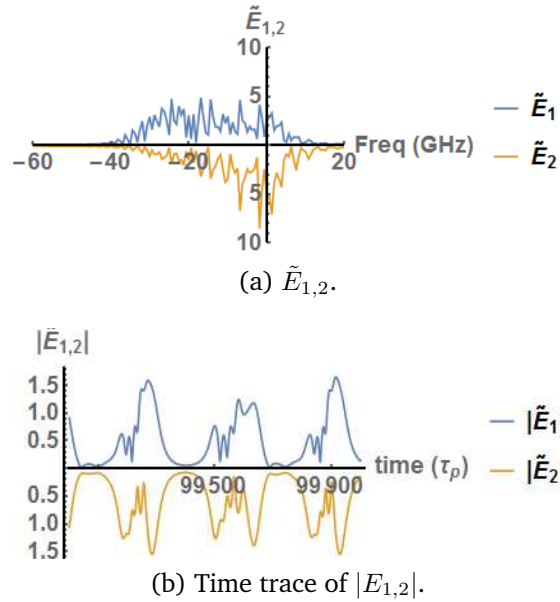 Ẽ1,2
10
5
−60 −40 −20 20 Freq (GHz)
5
10
Ẽ1
Ẽ2
(a) Ẽ1,2.
|Ẽ1,2|
1.5
1.0
0.5
99 500 99 900 time (τp)
0.5
1.0
1.5
|Ẽ1
|Ẽ2
(b) Time trace of |E1,2|.